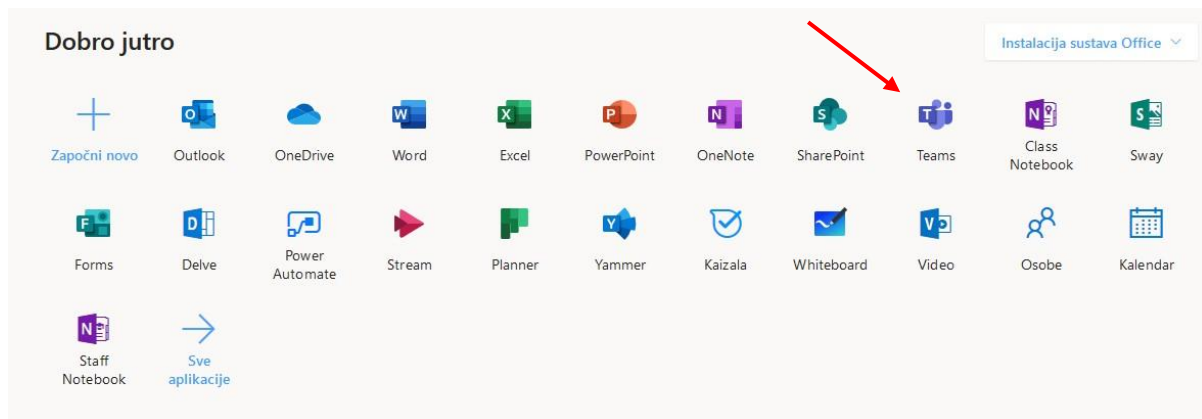 Dobro jutro
Instalacija sustava Office
Započni novo
Outlook
OneDrive
Word
Excel
PowerPoint
OneNote
SharePoint
Teams
Class
Notebook
Sway
Forms
Delve
Power
Automate
Stream
Planner
Yammer
Kaizala
Whiteboard
Video
Osobe
Kalendar
Staff
Notebook
Sve
aplikacije